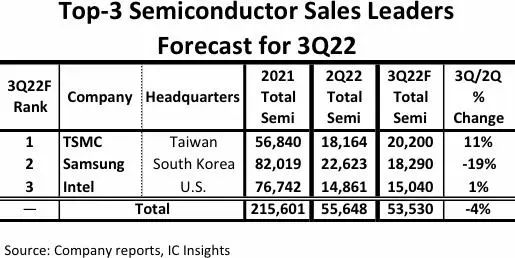 Top-3 Semiconductor Sales Leaders
Forecast for 3Q22
3Q22F Rank Company Headquarters 2021 Total Semi 2Q22 Total Semi 3Q22F Total Semi 3Q/2Q % Change
1 TSMC Taiwan 56,840 18,164 20,200 11%
2 Samsung South Korea 82,019 22,623 18,290 -19%
3 Intel U.S. 76,742 14,861 15,040 1%
— Total 215,601 55,648 53,530 -4%
Source: Company reports, IC Insights